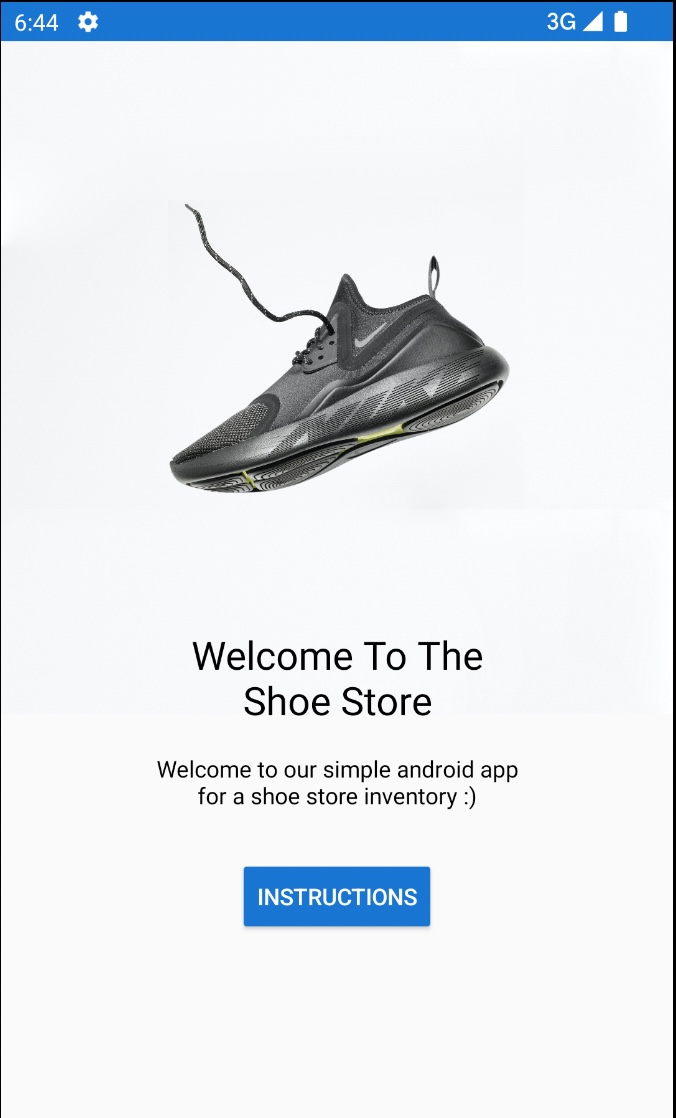 6:44 3G
Welcome To The
Shoe Store
Welcome to our simple android app
for a shoe store inventory :)
INSTRUCTIONS